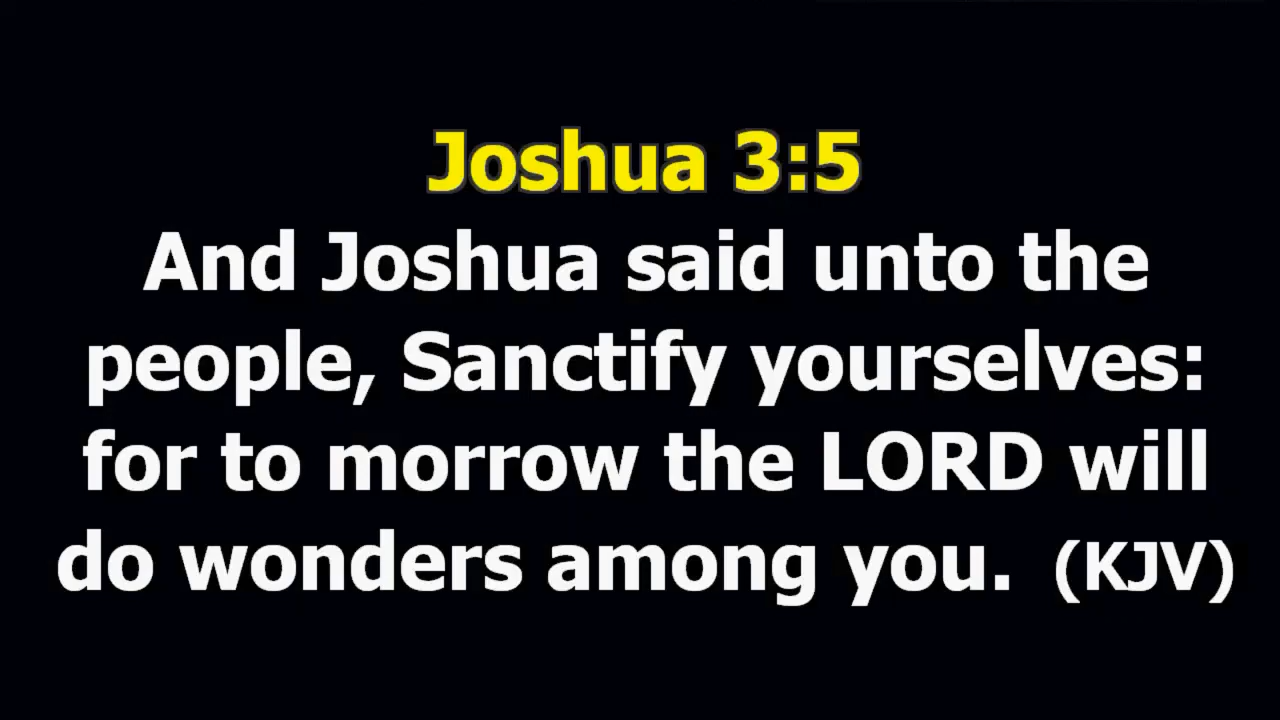 Joshua 3:5
And Joshua said unto the
people, Sanctify yourselves:
for to morrow the LORD will
do wonders among you. (KJV)